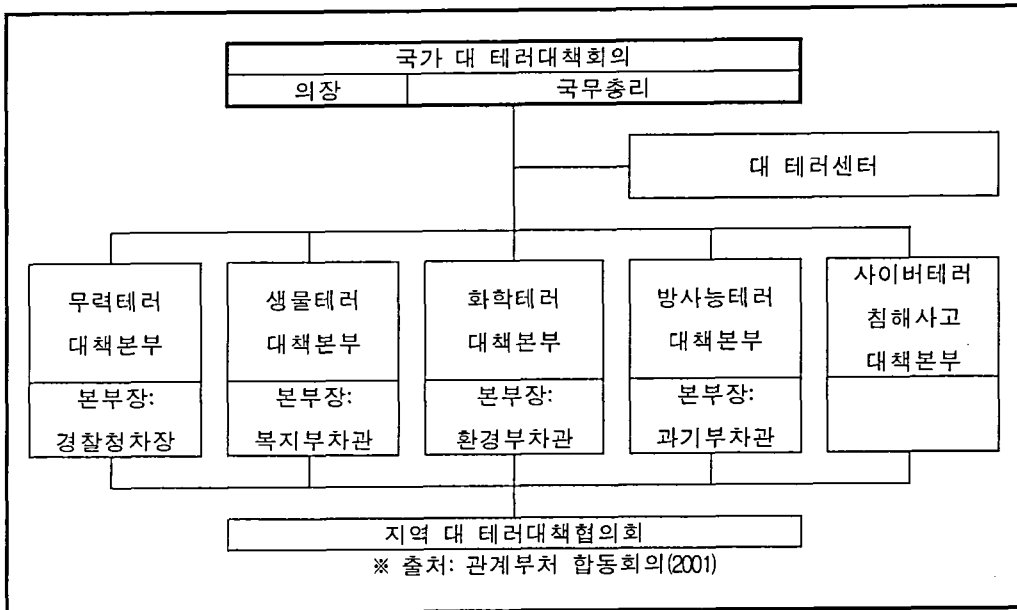 국가 대 테러대책회의
의장 국무총리
대 테러센터
무력테러
대책본부
본부장:
경찰청차장
생물테러
대책본부
본부장:
복지부차관
화학테러
대책본부
본부장:
환경부차관
방사능테러
대책본부
본부장:
과기부차관
사이버테러
침해사고
대책본부
지역 대 테러대책협의회
※ 출처: 관계부처 합동회의(2001)